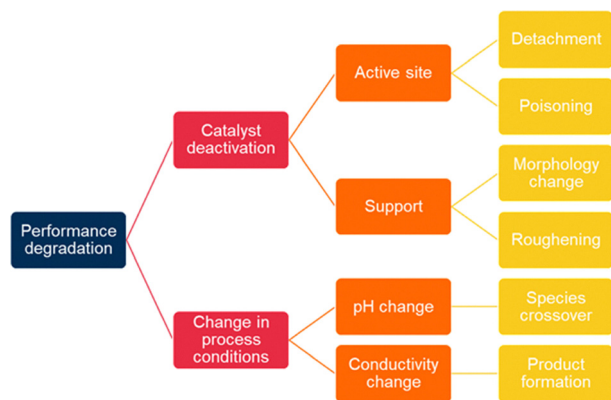 Performance
degradation
Catalyst
deactivation
Change in
process
conditions
Active site
Support
pH change
Conductivity
change
Detachment
Poisoning
Morphology
change
Roughening
Species
crossover
Product
formation